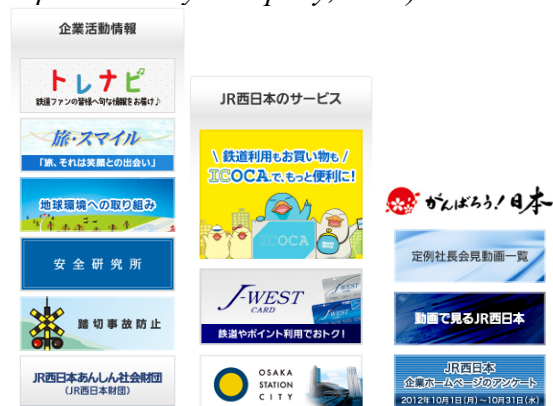 企業活動情報
トレナビ
鉄道ファンの皆様へ旬な情報をお届け♪
旅・スマイル
「旅、それは笑顔との出会い」
地球環境への取り組み
安全研究所
踏切事故防止
JR西日本あんしん社会財団
(JR西日本財団)
JR西日本のサービス
\ 鉄道利用もお買い物も /
ICOCAで、もっと便利に!
ICOCA
J-WEST
CARD
J-WEST
鉄道やポイント利用でおトク!
OSAKA
STATION
CITY
がんばろう!日本
定例社長会見動画一覧
動画で見るJR西日本
JR西日本
企業ホームページのアンケート
2012年10月1日(月)~10月31日(水)